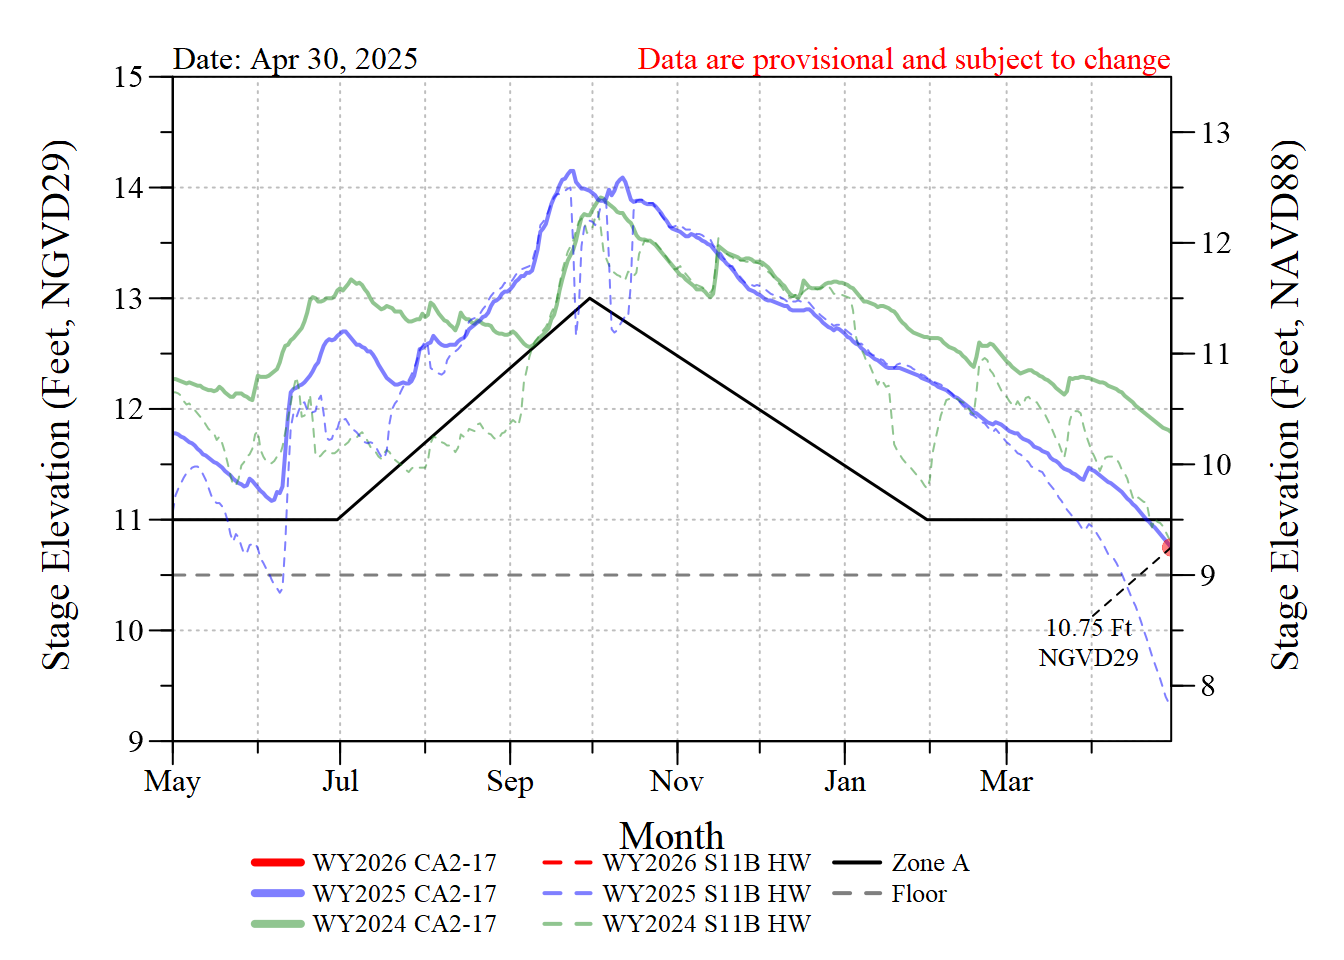 Date: Apr 30, 2025
Data are provisional and subject to change
Stage Elevation (Feet, NGVD29)
15
14
13
12
11
10
9
13
12
11
10
9
8
Stage Elevation (Feet, NAVD88)
10.75 Ft
NGVD29
May
Jul
Sep
Nov
Jan
Mar
Month
WY2026 CA2-17
WY2026 S11B HW
Zone A
WY2025 CA2-17
WY2025 S11B HW
Floor
WY2024 CA2-17
WY2024 S11B HW